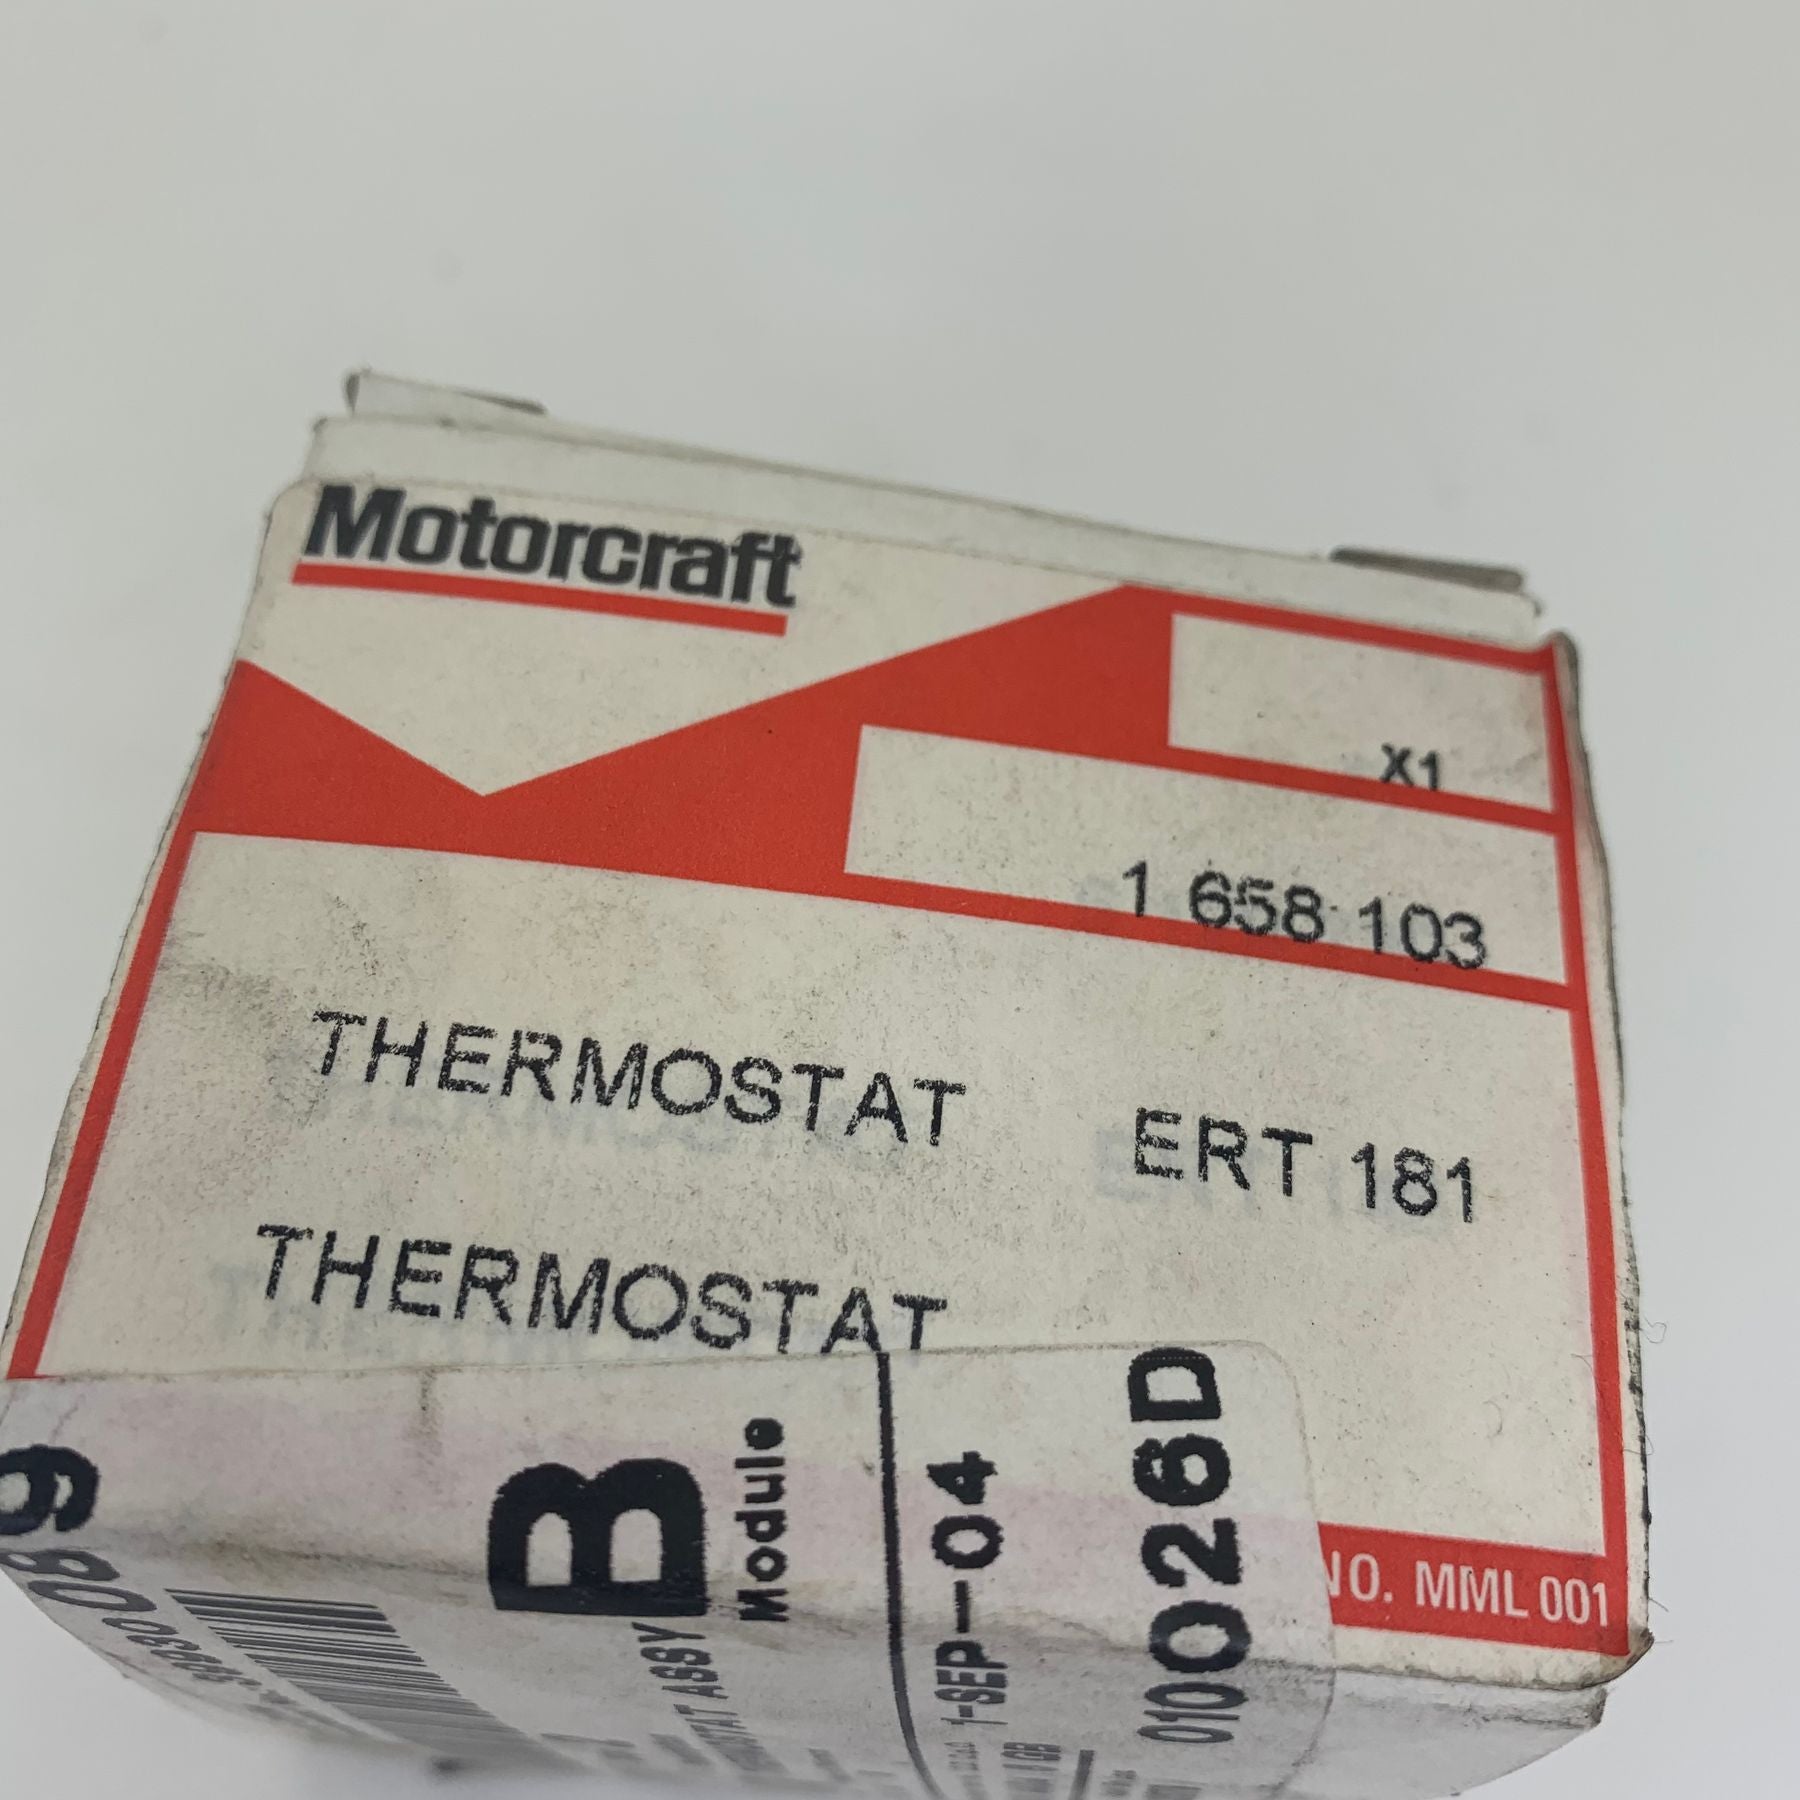 Motorcraft
X1
1 658 103
THERMOSTAT ERT 181
THERMOSTAT
NO. MML 001
B
Module
1-SEP-04
010026D